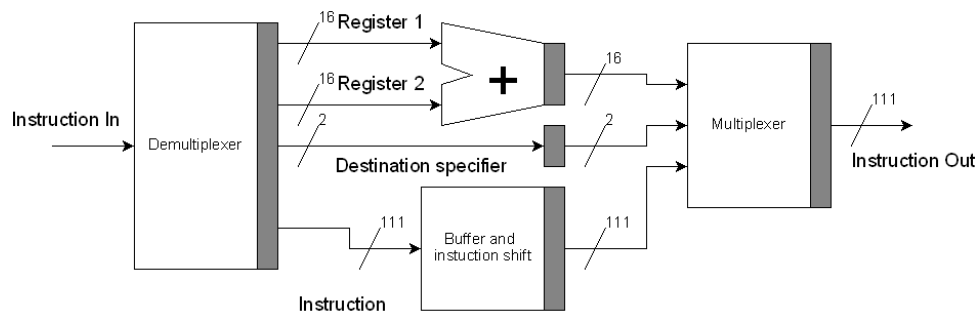 16
Register 1
16
Register 2
+
16
Instruction In
Demultiplexer
2
Destination specifier
2
Multiplexer
111
Instruction Out
111
Instruction
Buffer and
instuction shift
111